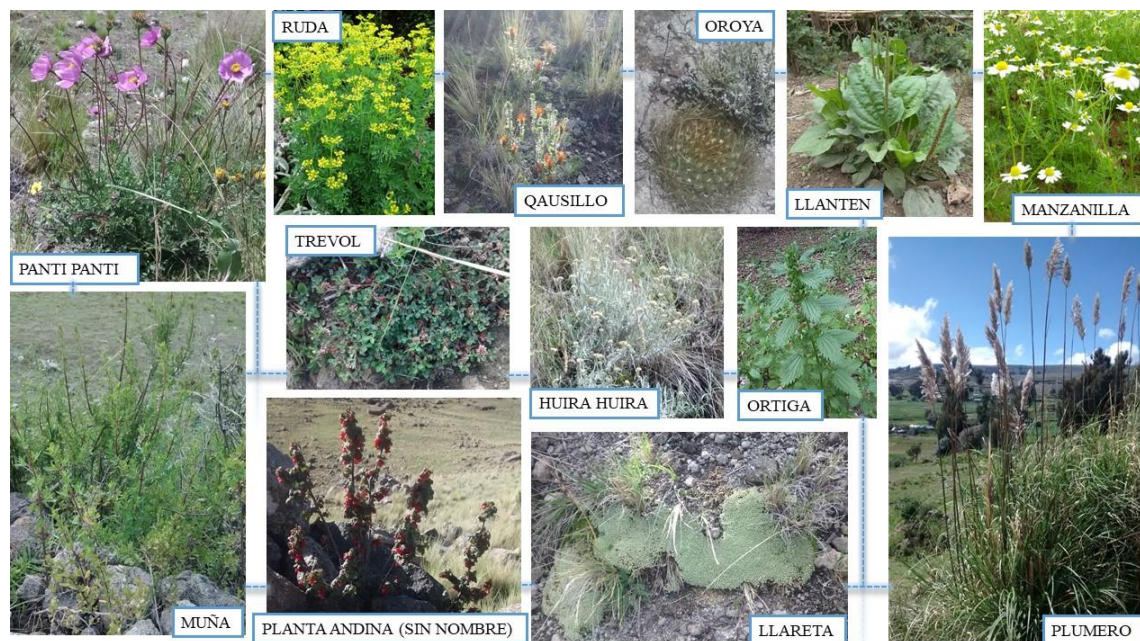 RUDA
OROYA
QAUSILLO
LLANTEN
MANZANILLA
PANTI PANTI
TREVOL
HUIRA HUIRA
ORTIGA
MUÑA
PLANTA ANDINA (SIN NOMBRE)
LLARETA
PLUMERO